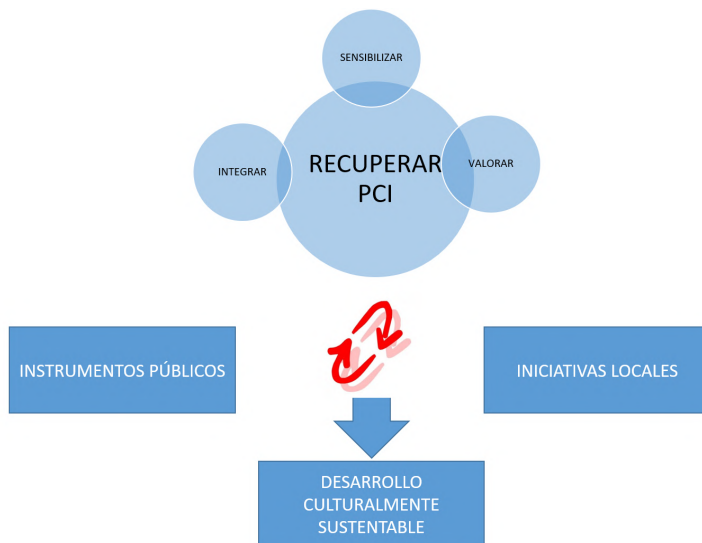 SENSIBILIZAR
INTEGRAR
RECUPERAR
PCI
VALORAR
INSTRUMENTOS PÚBLICOS
INICIATIVAS LOCALES
DESARROLLO
CULTURALMENTE
SUSTENTABLE